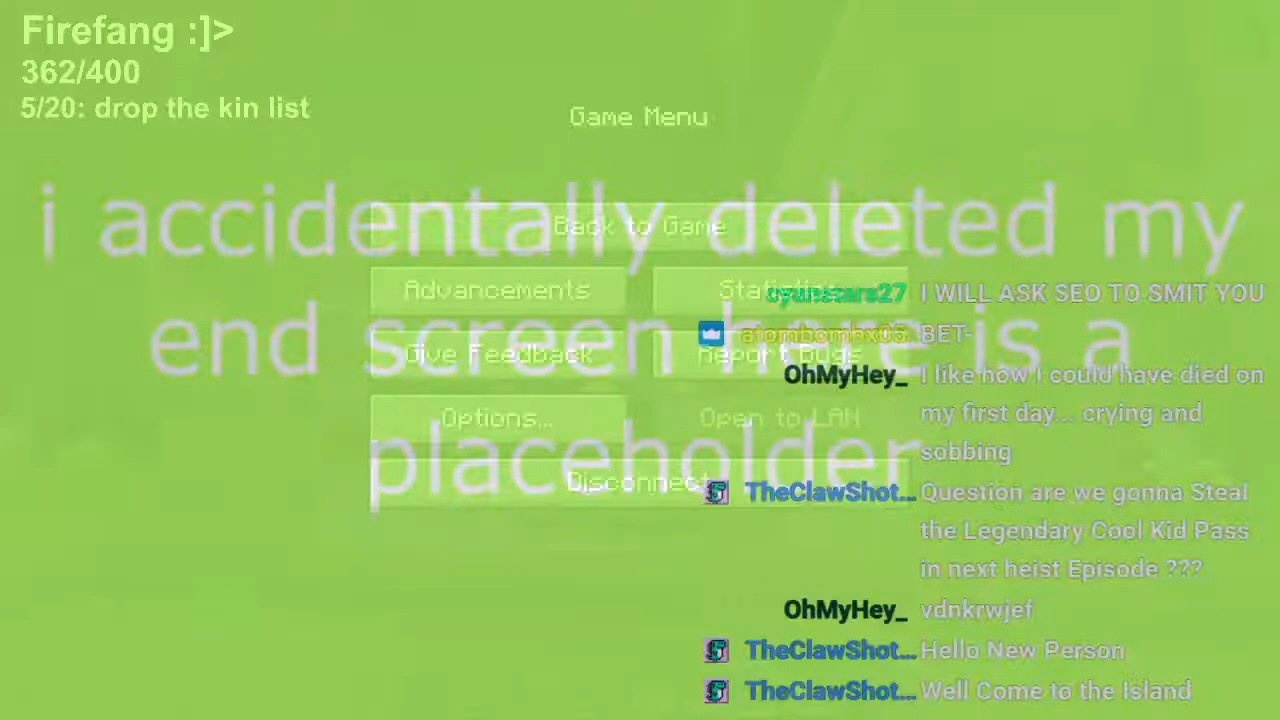 Firefang :]>
362/400
5/20: drop the kin list
Game Menu
i accidentally deleted my
end screen here is a
placeholder
Back to Game
Advancements
Statistics
Give Feedback
Report Bugs
Options...
Open to LAN
Disconnect
cyanstars27 I WILL ASK SEO TO SMIT YOU
atombombx05... BET-
OhMyHey_ I like how i could have died on
my first day... crying and
sobbing
TheClawShot... Question are we gonna Steal
the Legendary Cool Kid Pass
in next heist Episode ???
OhMyHey_ vdnkrwjef
TheClawShot... Hello New Person
TheClawShot... Well Come to the Island